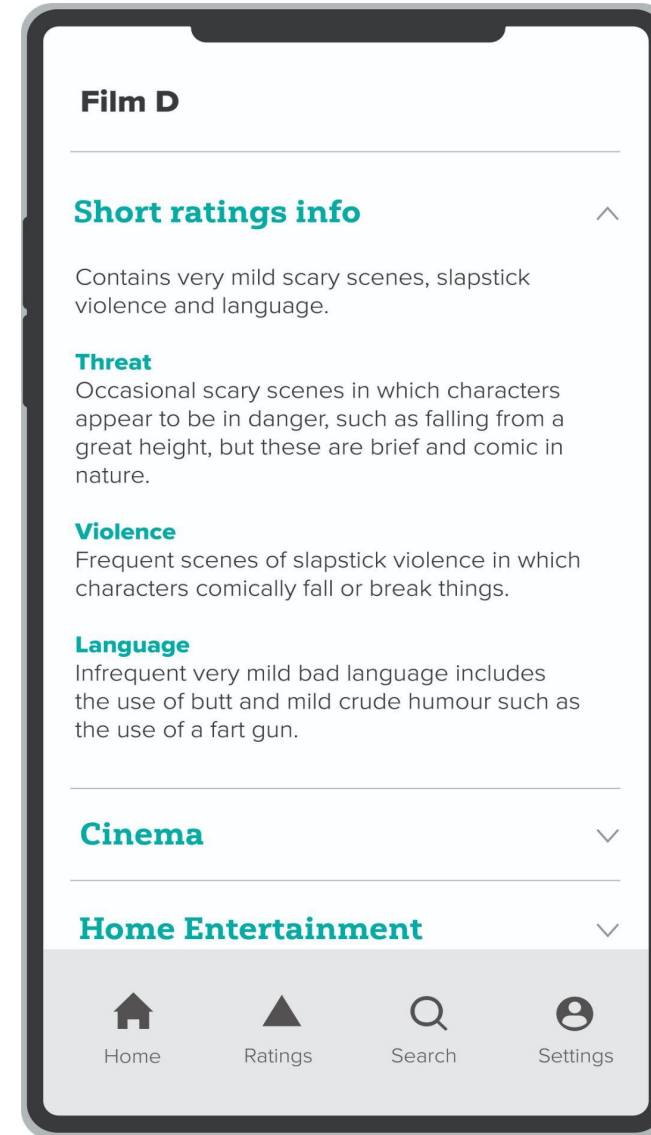 Film D
Short ratings info
Contains very mild scary scenes, slapstick
violence and language.
Threat
Occasional scary scenes in which characters
appear to be in danger, such as falling from a
great height, but these are brief and comic in
nature.
Violence
Frequent scenes of slapstick violence in which
characters comically fall or break things.
Language
Infrequent very mild bad language includes
the use of butt and mild crude humour such as
the use of a fart gun.
Cinema
Home Entertainment
Home Ratings Search Settings